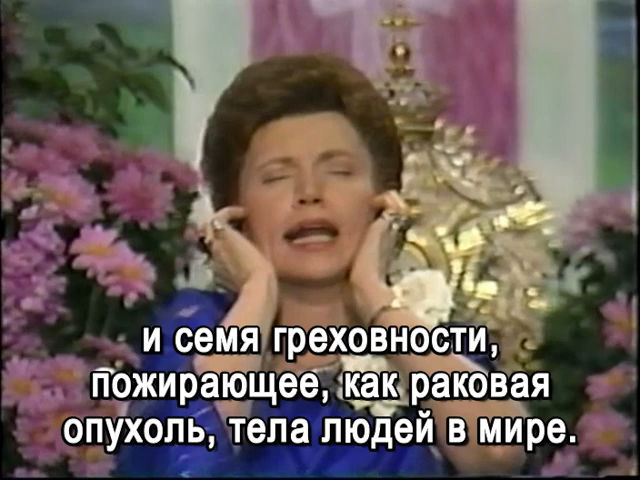 и семя греховности,
пожирающее, как раковая
опухоль, тела людей в мире.